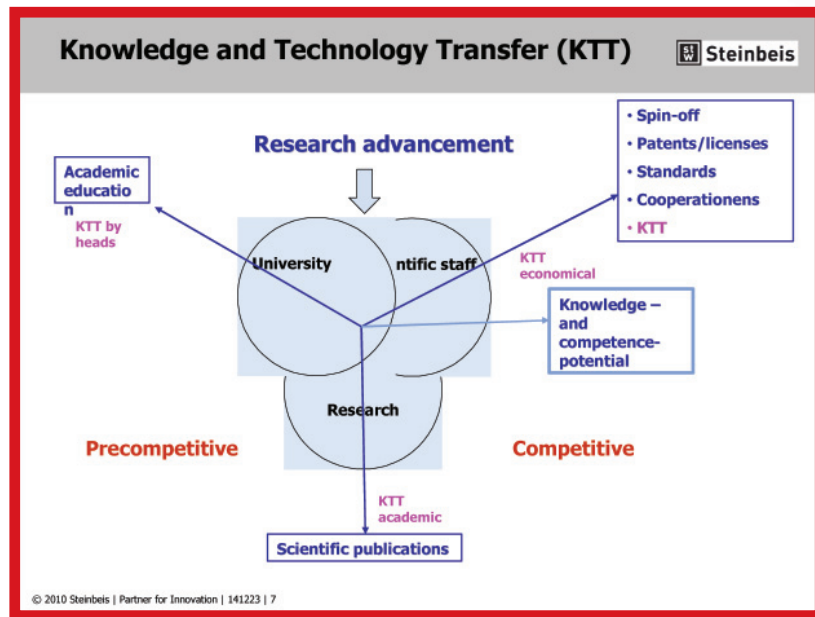 Knowledge and Technology Transfer (KTT)
St
W
Steinbeis
Research advancement
Academic
educatio
n
KTT by
heads
• Spin-off
• Patents/licenses
• Standards
• Cooperationens
• KTT
University
ntific staff
KTT
economical
Knowledge –
and
competence-
potential
Research
Precompetitive
Competitive
KTT
academic
Scientific publications
© 2010 Steinbeis | Partner for Innovation | 141223 | 7